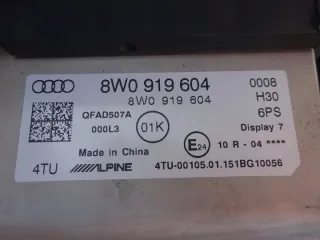 8W0 919 604 0008
8W0 919 604 H30
QFAD507A 6PS
000L3 01K Display 7
E24 10 R - 04 ****
Made in China
4TU ALPINE 4TU-00105.01.151BG10056